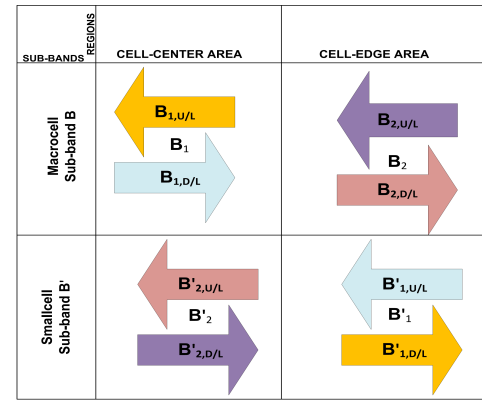 REGIONS
SUB-BANDS
CELL-CENTER AREA
CELL-EDGE AREA
Macrocell
Sub-band B
B1,U/L
B1
B1,D/L
B2,U/L
B2
B2,D/L
Smallcell
Sub-band B'
B'2,U/L
B'2
B'2,D/L
B'1,U/L
B'1
B'1,D/L